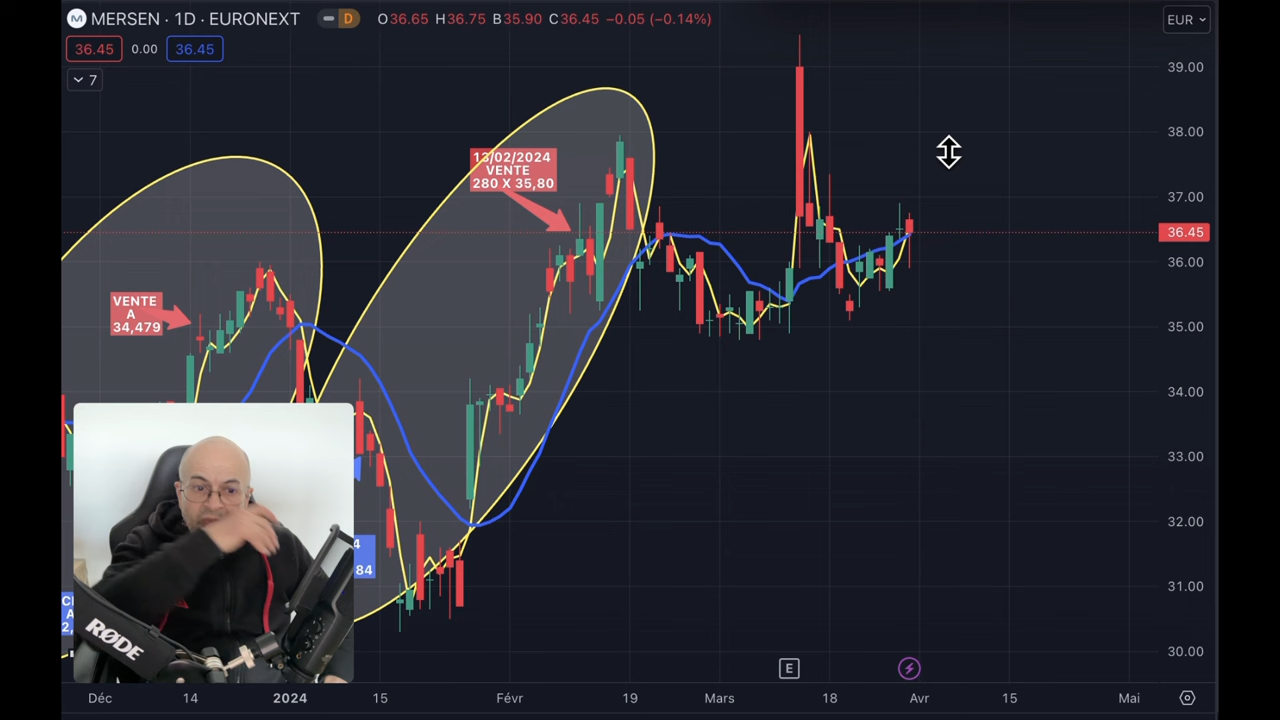 M MERSEN · 1D · EURONEXT D O36.65 H36.75 B35.90 C36.45 −0.05 (−0.14%) EUR
36.45 0.00 36.45
7
39.00
38.00
37.00
36.45
36.00
35.00
34.00
33.00
32.00
31.00
30.00
13/02/2024
VENTE
280 X 35,80
VENTE
A
34,479
4
84
A
2,
RØDE
E
Déc 14 2024 15 Févr 19 Mars 18 Avr 15 Mai